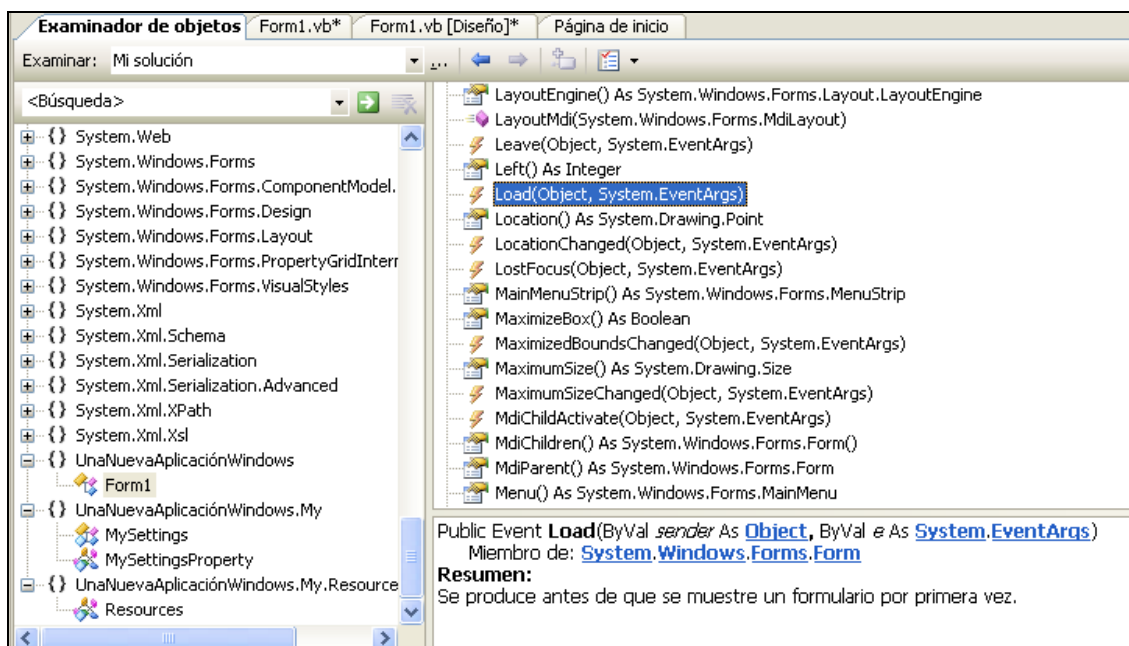 Examinador de objetos Form1.vb* Form1.vb [Diseño]* Página de inicio
Examinar: Mi solución ...
<Búsqueda>
{} System.Web
{} System.Windows.Forms
{} System.Windows.Forms.ComponentModel.
{} System.Windows.Forms.Design
{} System.Windows.Forms.Layout
{} System.Windows.Forms.PropertyGridIntern
{} System.Windows.Forms.VisualStyles
{} System.Xml
{} System.Xml.Schema
{} System.Xml.Serialization
{} System.Xml.Serialization.Advanced
{} System.Xml.XPath
{} System.Xml.Xsl
{} UnaNuevaAplicaciónWindows
Form1
{} UnaNuevaAplicaciónWindows.My
MySettings
MySettingsProperty
{} UnaNuevaAplicaciónWindows.My.Resource
Resources
LayoutEngine() As System.Windows.Forms.Layout.LayoutEngine
LayoutMdi(System.Windows.Forms.MdiLayout)
Leave(Object, System.EventArgs)
Left() As Integer
Load(Object, System.EventArgs)
Location() As System.Drawing.Point
LocationChanged(Object, System.EventArgs)
LostFocus(Object, System.EventArgs)
MainMenuStrip() As System.Windows.Forms.MenuStrip
MaximizeBox() As Boolean
MaximizedBoundsChanged(Object, System.EventArgs)
MaximumSize() As System.Drawing.Size
MaximumSizeChanged(Object, System.EventArgs)
MdiChildActivate(Object, System.EventArgs)
MdiChildren() As System.Windows.Forms.Form()
MdiParent() As System.Windows.Forms.Form
Menu() As System.Windows.Forms.MainMenu
Public Event Load(ByVal sender As Object, ByVal e As System.EventArgs)
Miembro de: System.Windows.Forms.Form
Resumen:
Se produce antes de que se muestre un formulario por primera vez.